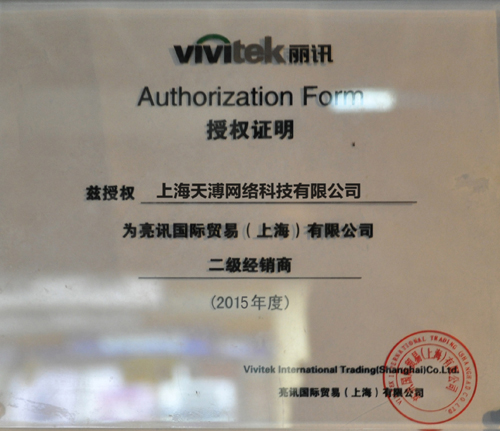 vivitek丽讯
Authorization Form
授权证明
兹授权 上海天溥网络科技有限公司
为亮讯国际贸易（上海）有限公司
二级经销商
(2015年度)
Vivitek International Trading(Shanghai)Co.Ltd.
亮讯国际贸易（上海）有限公司